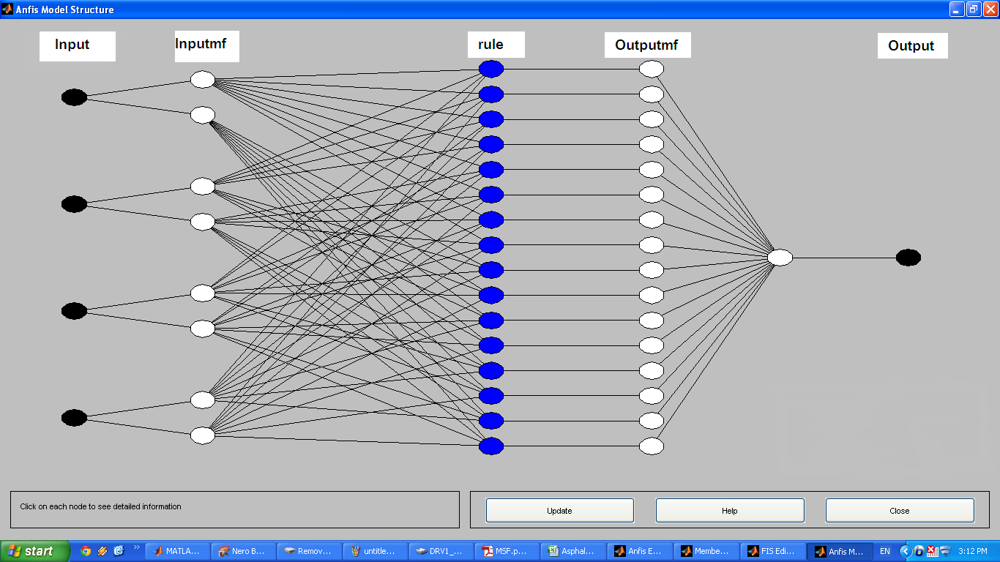 Anfis Model Structure
Input
Inputmf
rule
Outputmf
Output
Click on each node to see detailed information
Update
Help
Close
start
MATLA...
Nero B...
Remov...
untitle...
DRV1_...
MSF.p...
Asphal...
Anfis E...
Membe...
FIS Edi...
Anfis M...
EN
3:12 PM